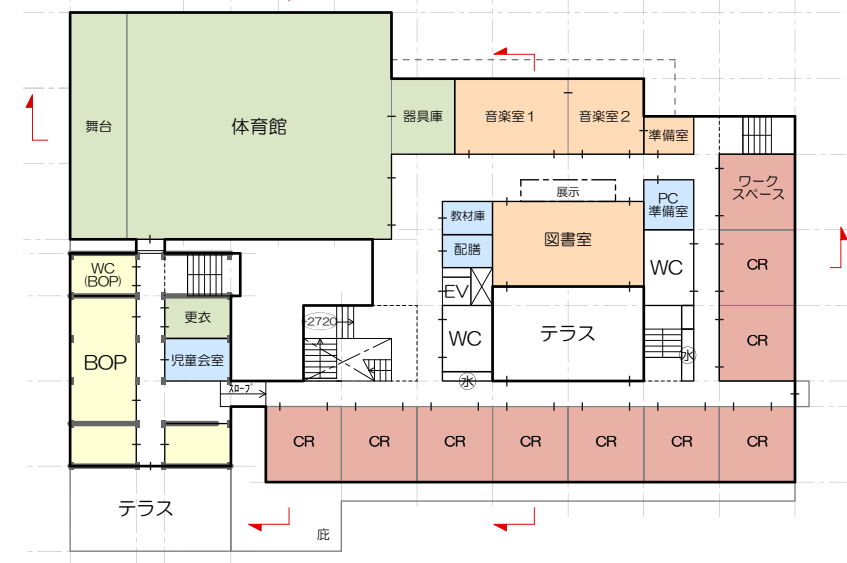 舞台
体育館
器具庫
音楽室1
音楽室2
準備室
ワーク
スペース
展示
PC
準備室
教材庫
図書室
配膳
WC
(BOP)
WC
CR
EV
更衣
+2720
テラス
WC
CR
BOP
児童会室
水
水
スロープ
CR
CR
CR
CR
CR
CR
CR
テラス
庇